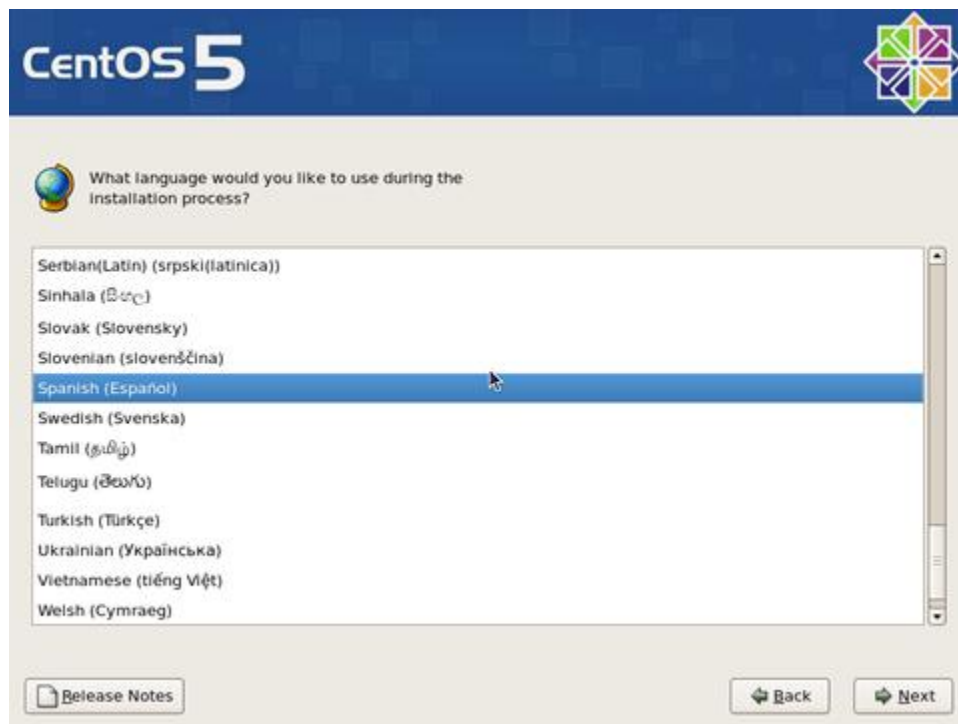 CentOS 5
What language would you like to use during the
installation process?
Serbian(Latin) (srpski(latinica))
Sinhala (සිංහල)
Slovak (Slovensky)
Slovenian (slovenščina)
Spanish (Español)
Swedish (Svenska)
Tamil (தமிழ்)
Telugu (తెలుగు)
Turkish (Türkçe)
Ukrainian (Українська)
Vietnamese (tiếng Việt)
Welsh (Cymraeg)
Release Notes
Back
Next